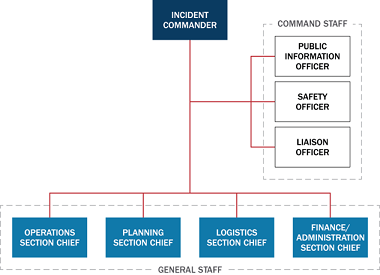 INCIDENT
COMMANDER
COMMAND STAFF
PUBLIC
INFORMATION
OFFICER
SAFETY
OFFICER
LIAISON
OFFICER
OPERATIONS
SECTION CHIEF
PLANNING
SECTION CHIEF
LOGISTICS
SECTION CHIEF
FINANCE/
ADMINISTRATION
SECTION CHIEF
GENERAL STAFF